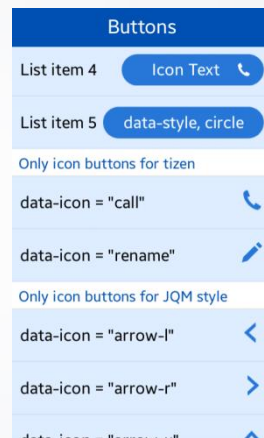 Buttons
List item 4 Icon Text
List item 5 data-style, circle
Only icon buttons for tizen
data-icon = "call"
data-icon = "rename"
Only icon buttons for JQM style
data-icon = "arrow-l"
data-icon = "arrow-r"